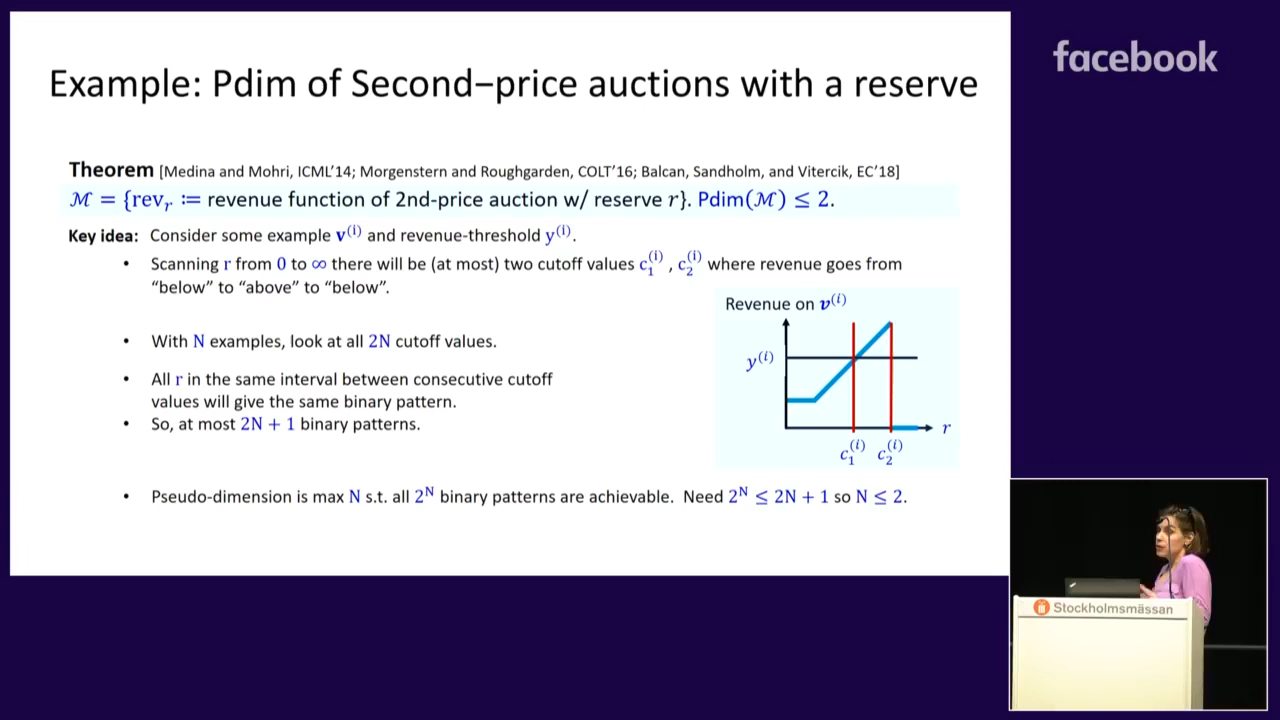 Example: Pdim of Second−price auctions with a reserve
facebook
Theorem [Medina and Mohri, ICML'14; Morgenstern and Roughgarden, COLT'16; Balcan, Sandholm, and Vitercik, EC'18]
ℳ = {rev_r ≔ revenue function of 2nd-price auction w/ reserve r}. Pdim(ℳ) ≤ 2.
Key idea: Consider some example v^(i) and revenue-threshold y^(i).
• Scanning r from 0 to ∞ there will be (at most) two cutoff values c_1^(i) , c_2^(i) where revenue goes from
"below" to "above" to "below".
Revenue on v^(i)
• With N examples, look at all 2N cutoff values.
y^(i)
• All r in the same interval between consecutive cutoff
values will give the same binary pattern.
• So, at most 2N + 1 binary patterns.
r
c_1^(i) c_2^(i)
• Pseudo-dimension is max N s.t. all 2^N binary patterns are achievable. Need 2^N ≤ 2N + 1 so N ≤ 2.
Stockholmsmässan